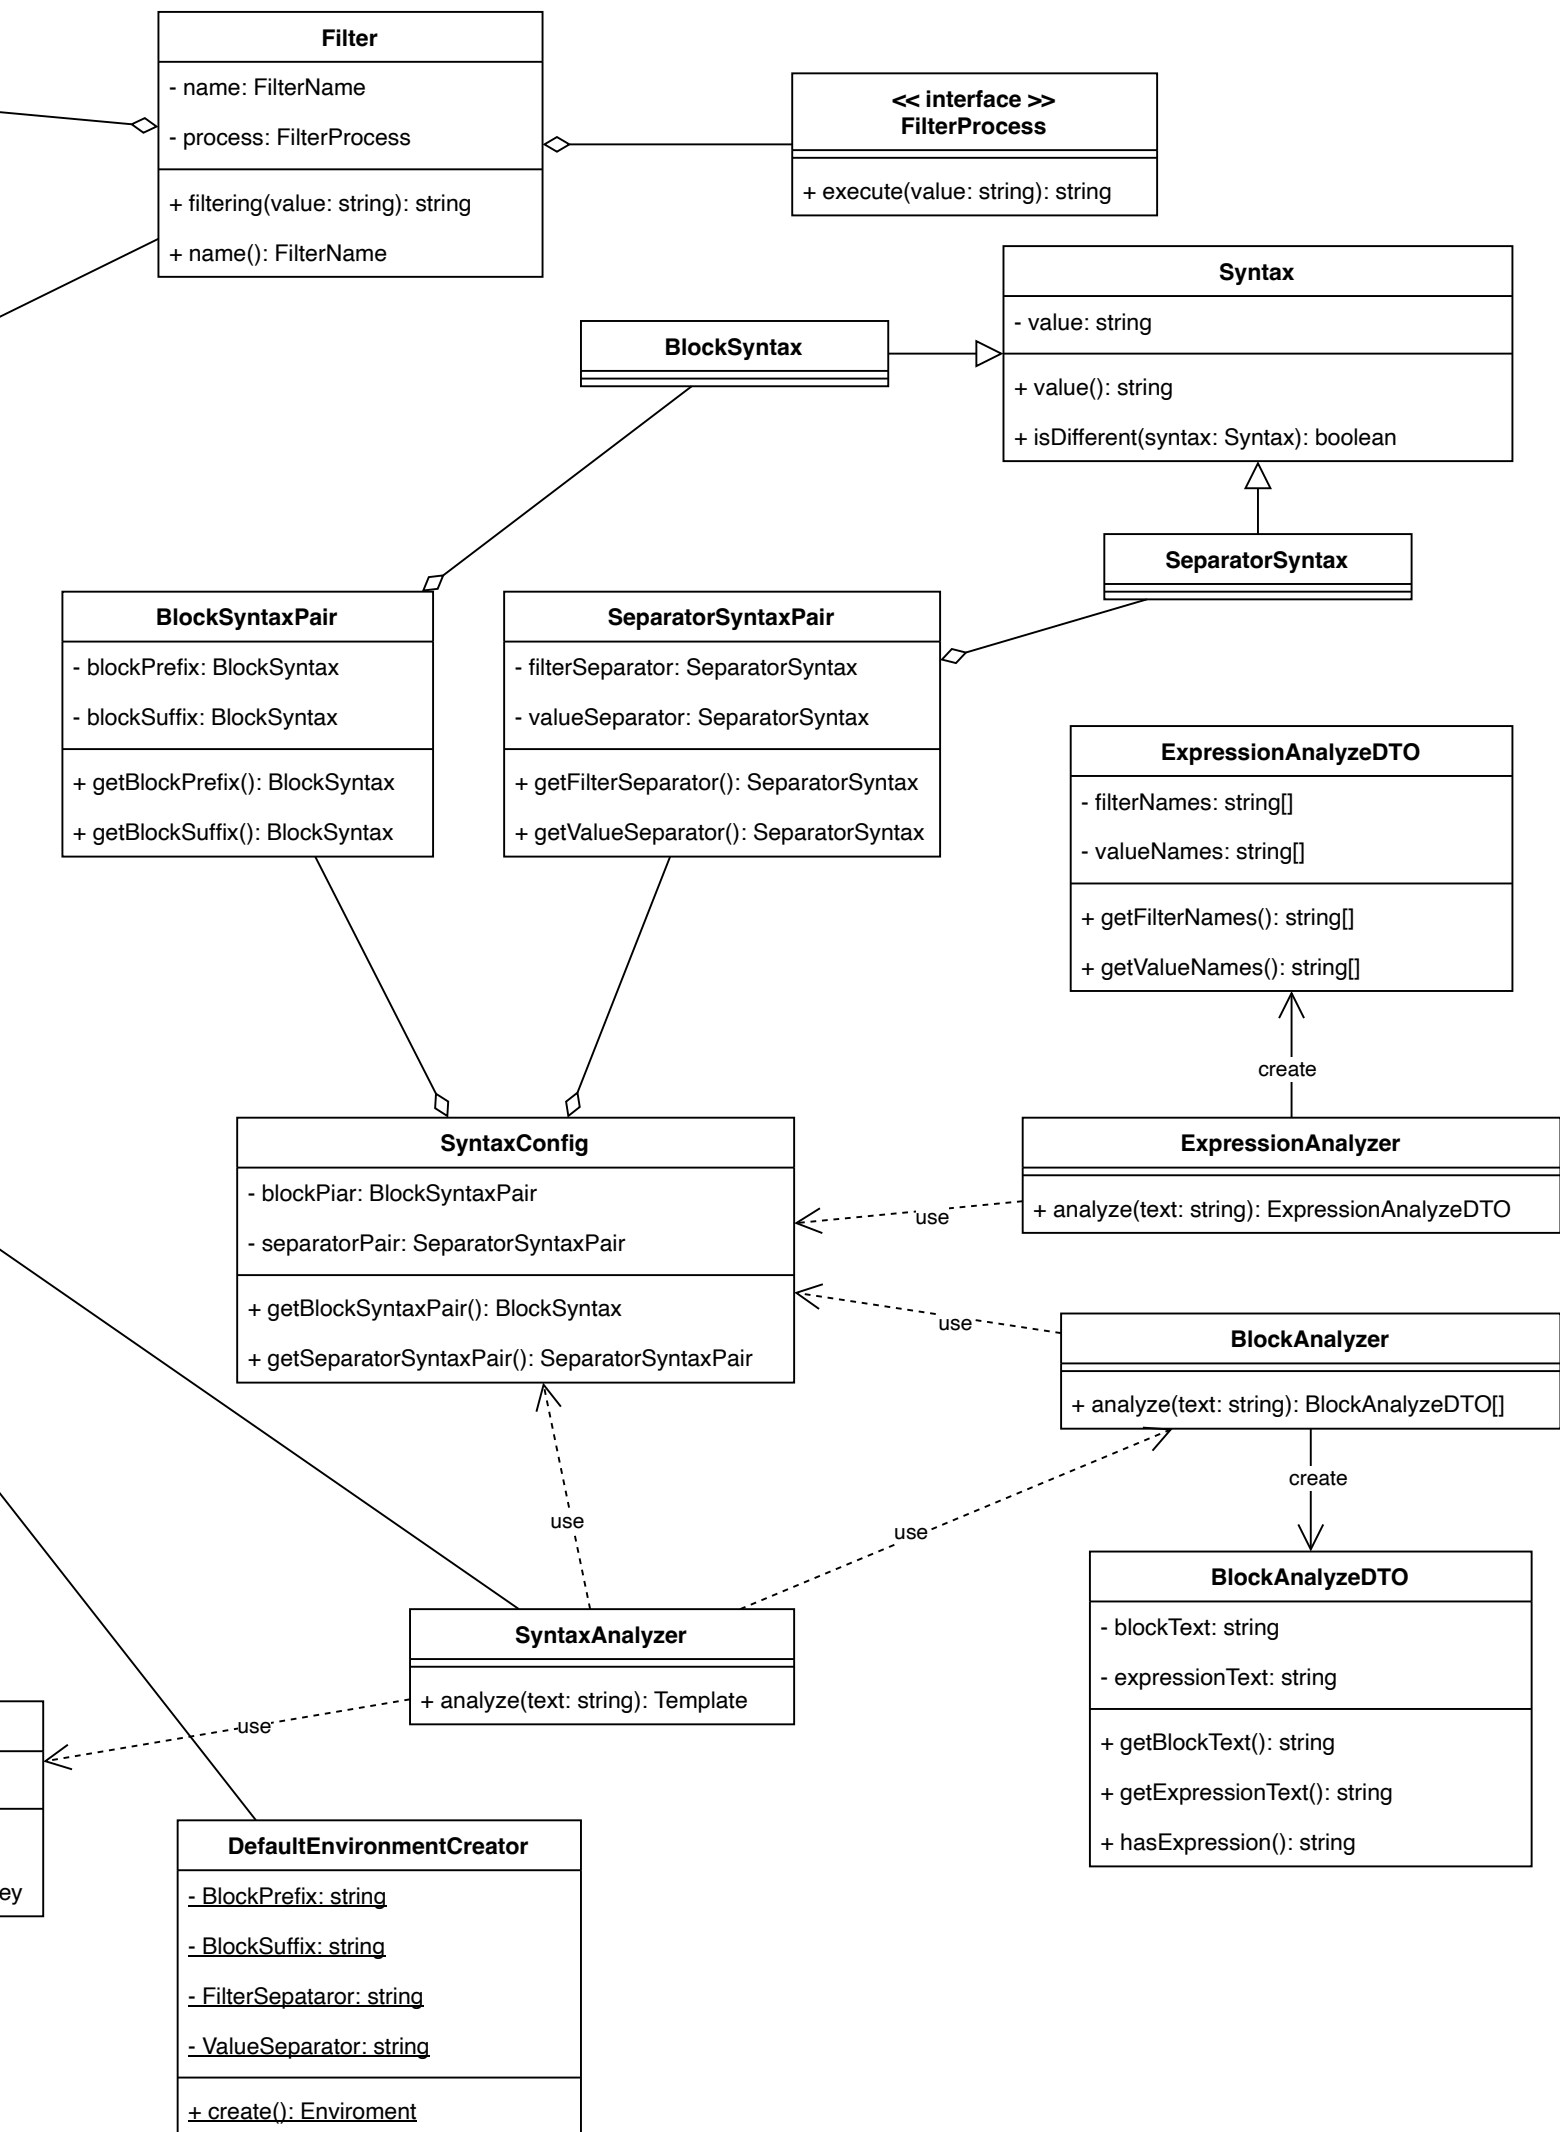 Filter
- name: FilterName
- process: FilterProcess
+ filtering(value: string): string
+ name(): FilterName
<< interface >>
FilterProcess
+ execute(value: string): string
Syntax
- value: string
+ value(): string
+ isDifferent(syntax: Syntax): boolean
BlockSyntax
SeparatorSyntax
BlockSyntaxPair
- blockPrefix: BlockSyntax
- blockSuffix: BlockSyntax
+ getBlockPrefix(): BlockSyntax
+ getBlockSuffix(): BlockSyntax
SeparatorSyntaxPair
- filterSeparator: SeparatorSyntax
- valueSeparator: SeparatorSyntax
+ getFilterSeparator(): SeparatorSyntax
+ getValueSeparator(): SeparatorSyntax
ExpressionAnalyzeDTO
- filterNames: string[]
- valueNames: string[]
+ getFilterNames(): string[]
+ getValueNames(): string[]
create
SyntaxConfig
- blockPiar: BlockSyntaxPair
- separatorPair: SeparatorSyntaxPair
+ getBlockSyntaxPair(): BlockSyntax
+ getSeparatorSyntaxPair(): SeparatorSyntaxPair
ExpressionAnalyzer
+ analyze(text: string): ExpressionAnalyzeDTO
use
use
BlockAnalyzer
+ analyze(text: string): BlockAnalyzeDTO[]
create
use
use
BlockAnalyzeDTO
- blockText: string
- expressionText: string
+ getBlockText(): string
+ getExpressionText(): string
+ hasExpression(): string
SyntaxAnalyzer
+ analyze(text: string): Template
use
ey
DefaultEnvironmentCreator
- BlockPrefix: string
- BlockSuffix: string
- FilterSepataror: string
- ValueSeparator: string
+ create(): Enviroment